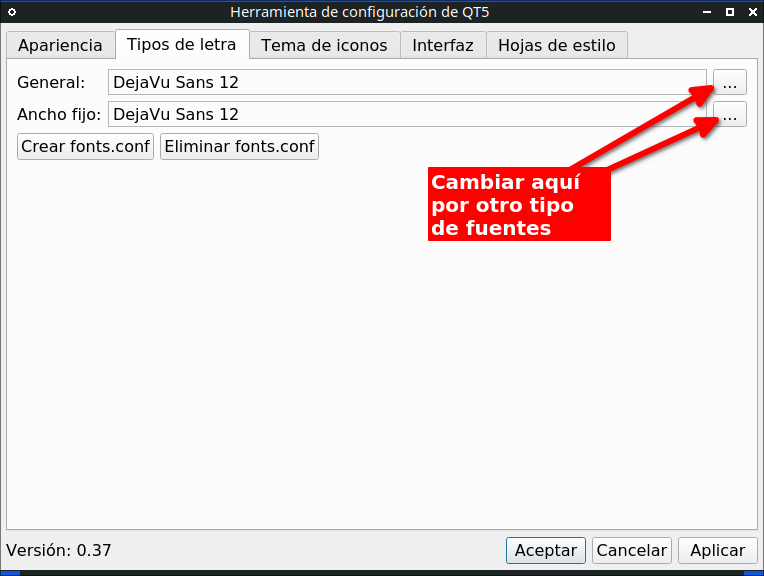 Herramienta de configuración de QT5
Apariencia Tipos de letra Tema de iconos Interfaz Hojas de estilo
General: DejaVu Sans 12 ...
Ancho fijo: DejaVu Sans 12 ...
Crear fonts.conf Eliminar fonts.conf
Cambiar aquí
por otro tipo
de fuentes
Versión: 0.37 Aceptar Cancelar Aplicar